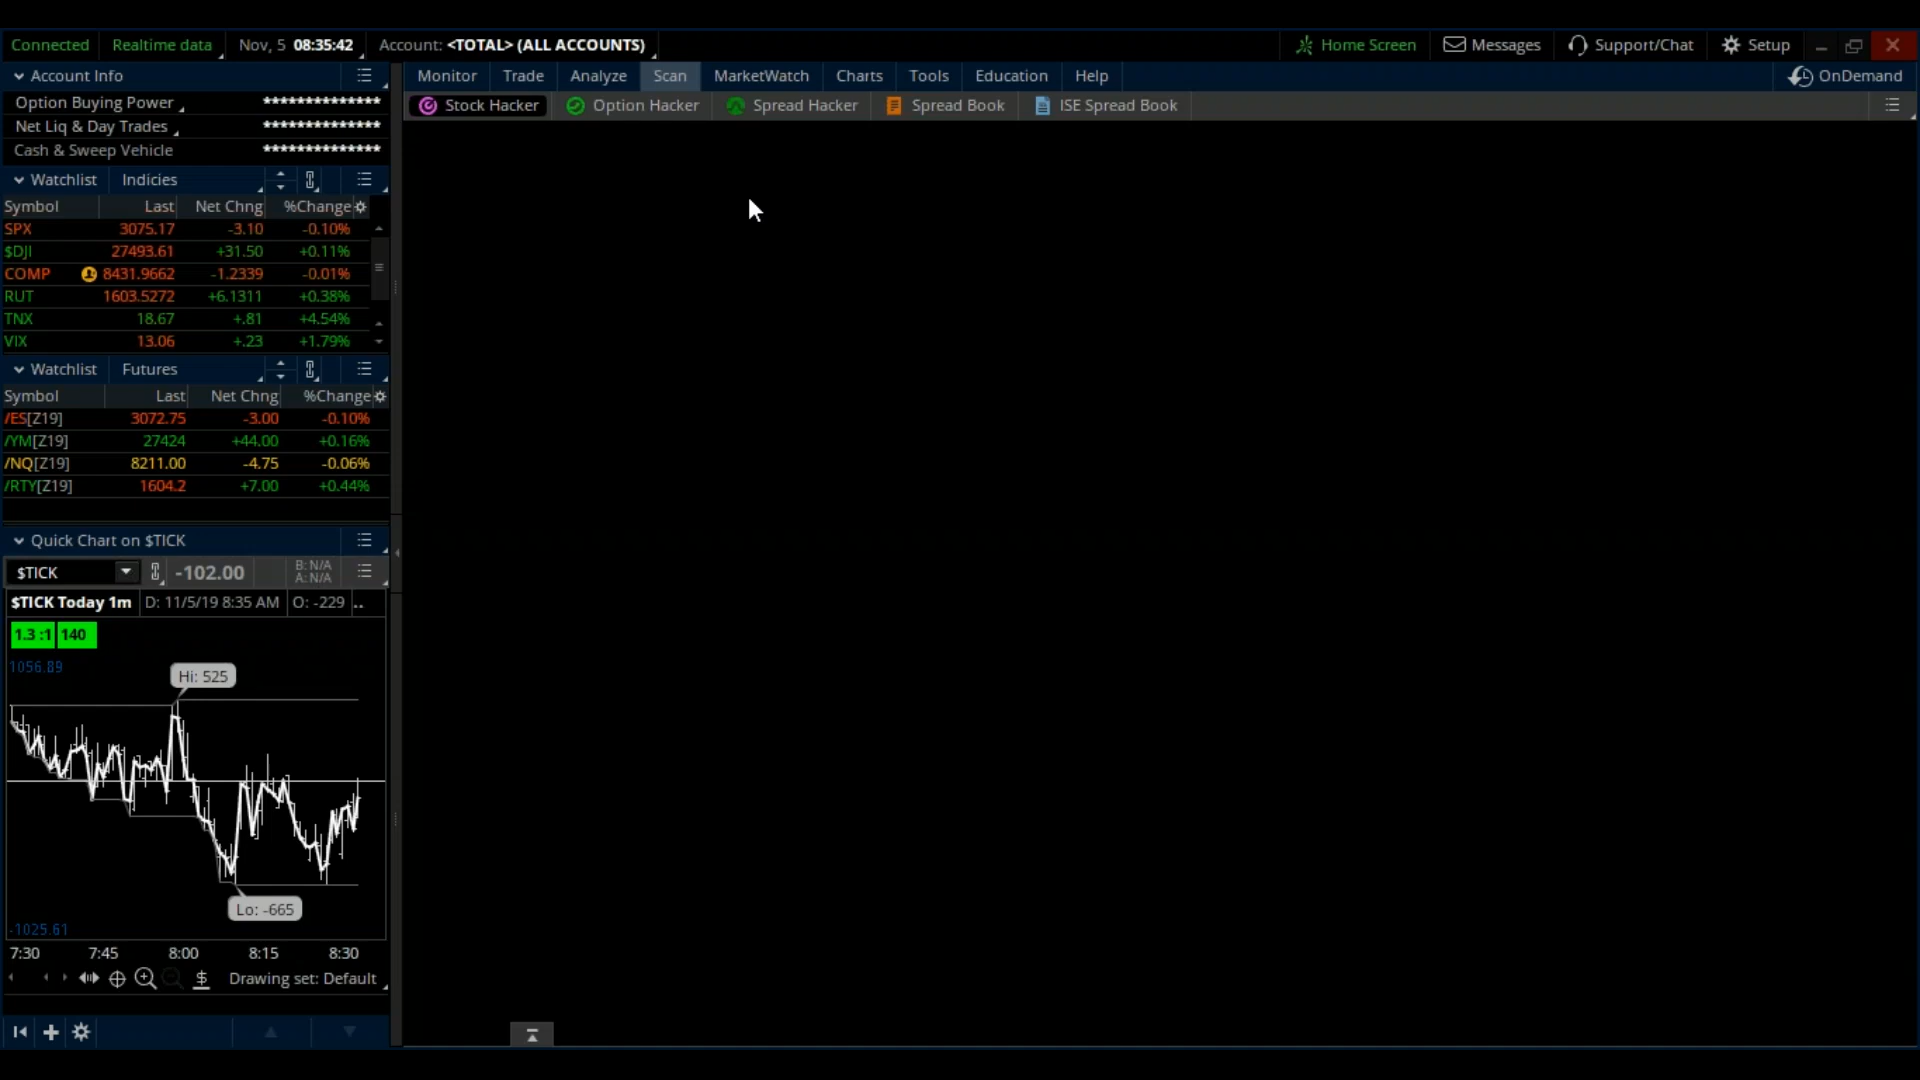 Connected Realtime data Nov, 5 08:35:42 Account: <TOTAL> (ALL ACCOUNTS) Home Screen Messages Support/Chat Setup
Account Info Monitor Trade Analyze Scan MarketWatch Charts Tools Education Help OnDemand
Option Buying Power ************** Stock Hacker Option Hacker Spread Hacker Spread Book ISE Spread Book
Net Liq & Day Trades **************
Cash & Sweep Vehicle **************
Watchlist Indicies
Symbol Last Net Chng %Change
SPX 3075.17 -3.10 -0.10%
$DJI 27493.61 +31.50 +0.11%
COMP 8431.9662 -1.2339 -0.01%
RUT 1603.5272 +6.1311 +0.38%
TNX 18.67 +.81 +4.54%
VIX 13.06 +.23 +1.79%
Watchlist Futures
Symbol Last Net Chng %Change
/ES[Z19] 3072.75 -3.00 -0.10%
/YM[Z19] 27424 +44.00 +0.16%
/NQ[Z19] 8211.00 -4.75 -0.06%
/RTY[Z19] 1604.2 +7.00 +0.44%
Quick Chart on $TICK
$TICK -102.00 B: N/A
A: N/A
$TICK Today 1m D: 11/5/19 8:35 AM O: -229 ..
1.3 :1 140
1056.89
Hi: 525
Lo: -665
-1025.61
7:30 7:45 8:00 8:15 8:30
$ Drawing set: Default